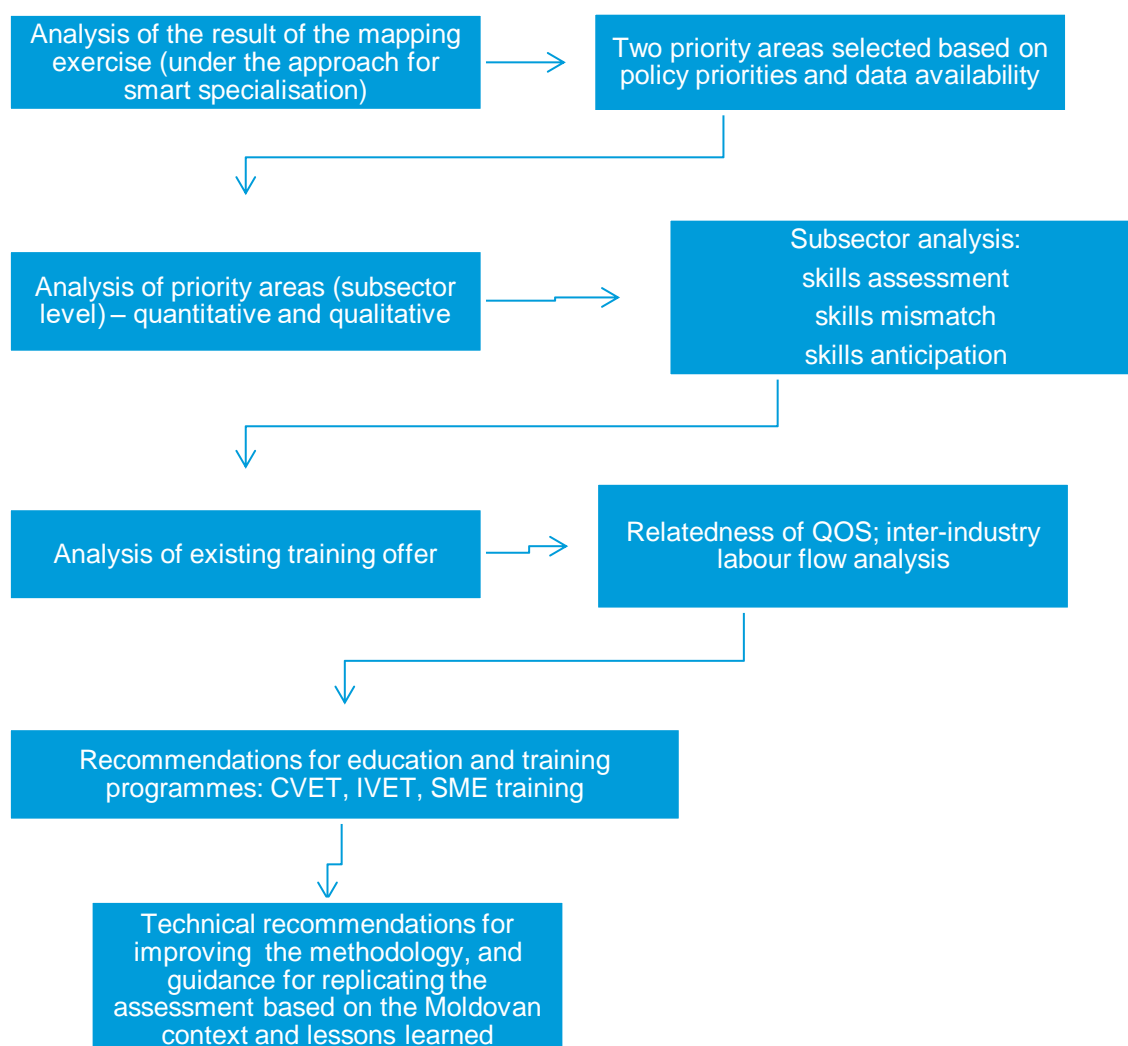 Analysis of the result of the mapping
exercise (under the approach for
smart specialisation)
Two priority areas selected based on
policy priorities and data availability
Analysis of priority areas (subsector
level) – quantitative and qualitative
Subsector analysis:
skills assessment
skills mismatch
skills anticipation
Analysis of existing training offer
Relatedness of QOS; inter-industry
labour flow analysis
Recommendations for education and training
programmes: CVET, IVET, SME training
Technical recommendations for
improving the methodology, and
guidance for replicating the
assessment based on the Moldovan
context and lessons learned